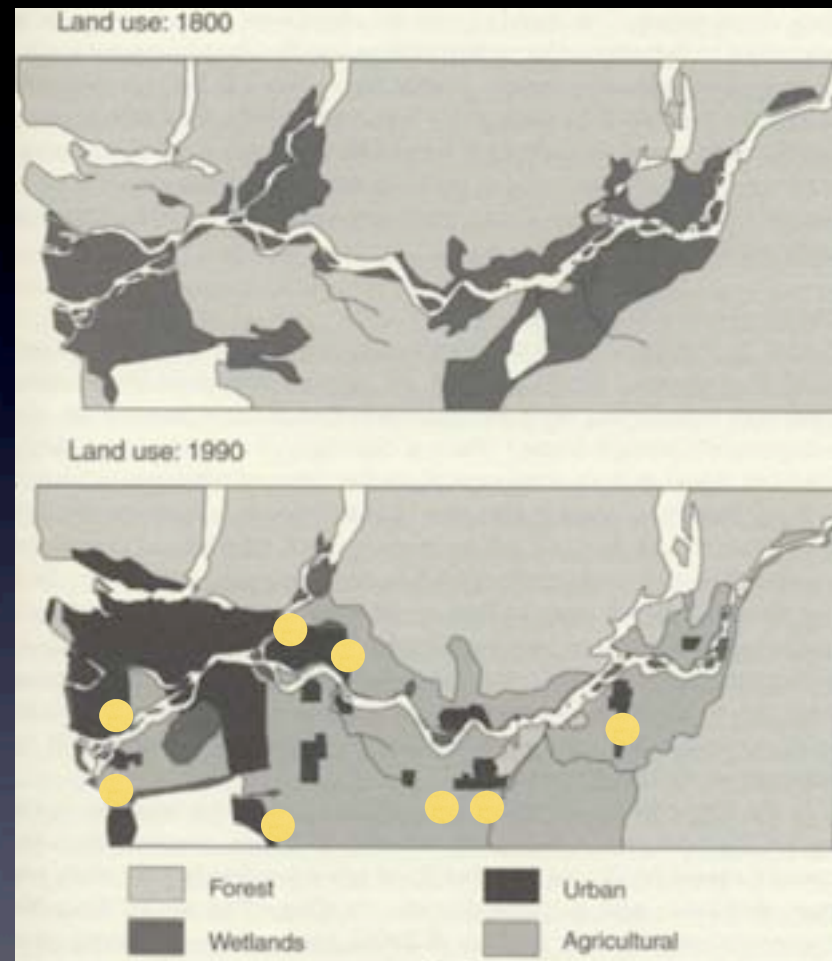 Land use: 1800
Land use: 1990
Forest
Urban
Wetlands
Agricultural